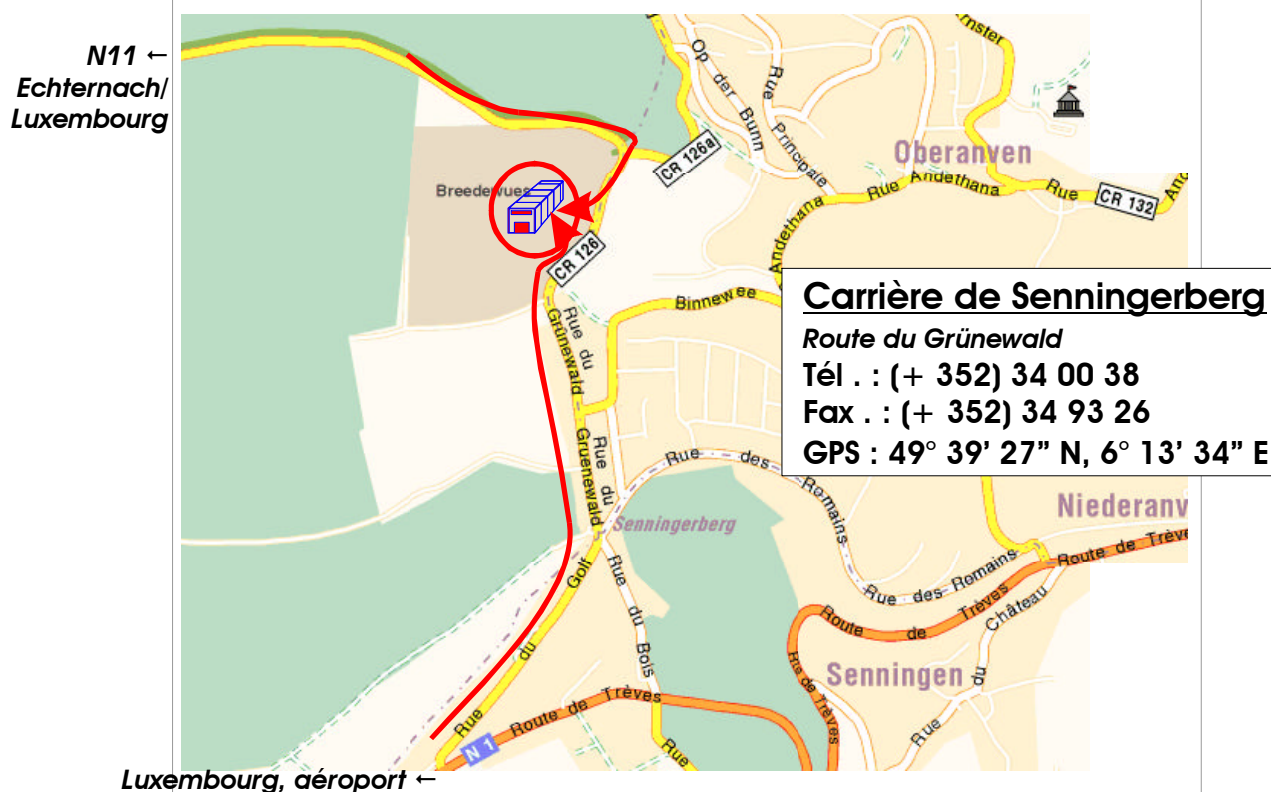 N11 ←
Echternach/
Luxembourg
Op der Bunn
Rue Principale
Oberanven
CR 126a
Rue Andethana
Rue
CR 132
Breedewues
Andethana
CR 126
Binnewee
Carrière de Senningerberg
Route du Grünewald
Tél . : (+ 352) 34 00 38
Fax . : (+ 352) 34 93 26
GPS : 49° 39’ 27” N, 6° 13’ 34” E
Rue du Grünewald
Rue du Gruenewald
Rue des Romains
Senningerberg
Niederanv
Route de Trèves
Rue des Romains
Rue du Golf
Rue du Bois
Route de Trèves
Rue du Château
Senningen
Rte de Trèves
Route de Trèves
N 1
Rue
Luxembourg, aéroport ←